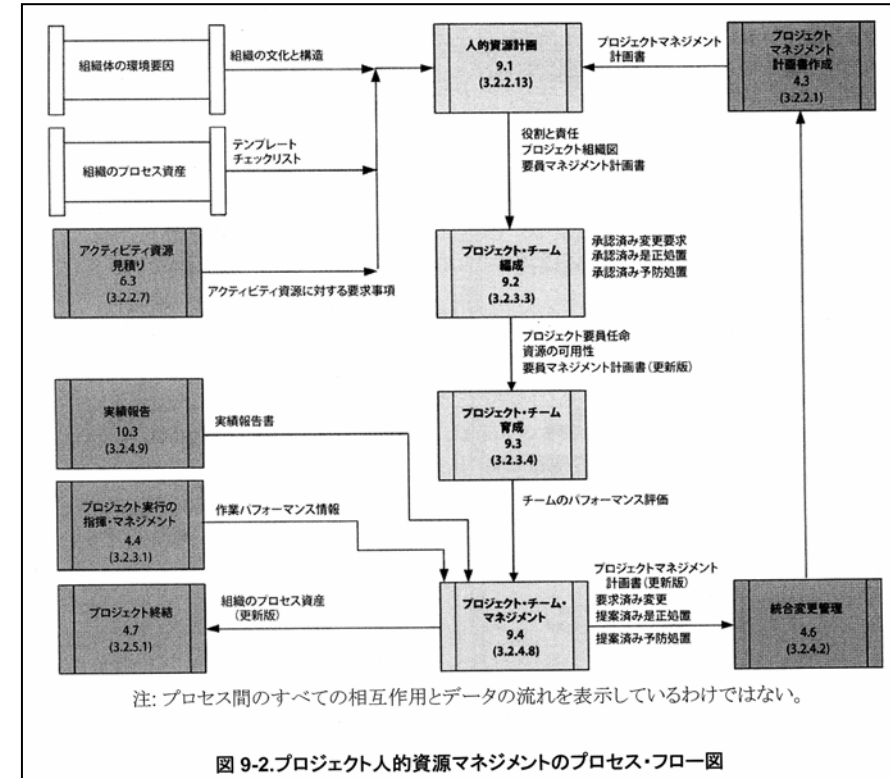 組織体の環境要因
組織の文化と構造
人的資源計画
9.1
(3.2.2.13)
プロジェクトマネジメント
計画書
プロジェクト
マネジメント
計画書作成
4.3
(3.2.2.1)
組織のプロセス資産
テンプレート
チェックリスト
役割と責任
プロジェクト組織図
要員マネジメント計画書
アクティビティ資源
見積り
6.3
(3.2.2.7)
アクティビティ資源に対する要求事項
プロジェクト・チーム
編成
9.2
(3.2.3.3)
承認済み変更要求
承認済み是正処置
承認済み予防処置
プロジェクト要員任命
資源の可用性
要員マネジメント計画書(更新版)
実績報告
10.3
(3.2.4.9)
実績報告書
プロジェクト・チーム
育成
9.3
(3.2.3.4)
プロジェクト実行の
指揮・マネジメント
4.4
(3.2.3.1)
作業パフォーマンス情報
チームのパフォーマンス評価
プロジェクト終結
4.7
(3.2.5.1)
組織のプロセス資産
(更新版)
プロジェクト・チーム・
マネジメント
9.4
(3.2.4.8)
プロジェクトマネジメント
計画書(更新版)
要求済み変更
提案済み是正処置
提案済み予防処置
統合変更管理
4.6
(3.2.4.2)
注: プロセス間のすべての相互作用とデータの流れを表示しているわけではない。
図 9-2.プロジェクト人的資源マネジメントのプロセス・フロー図